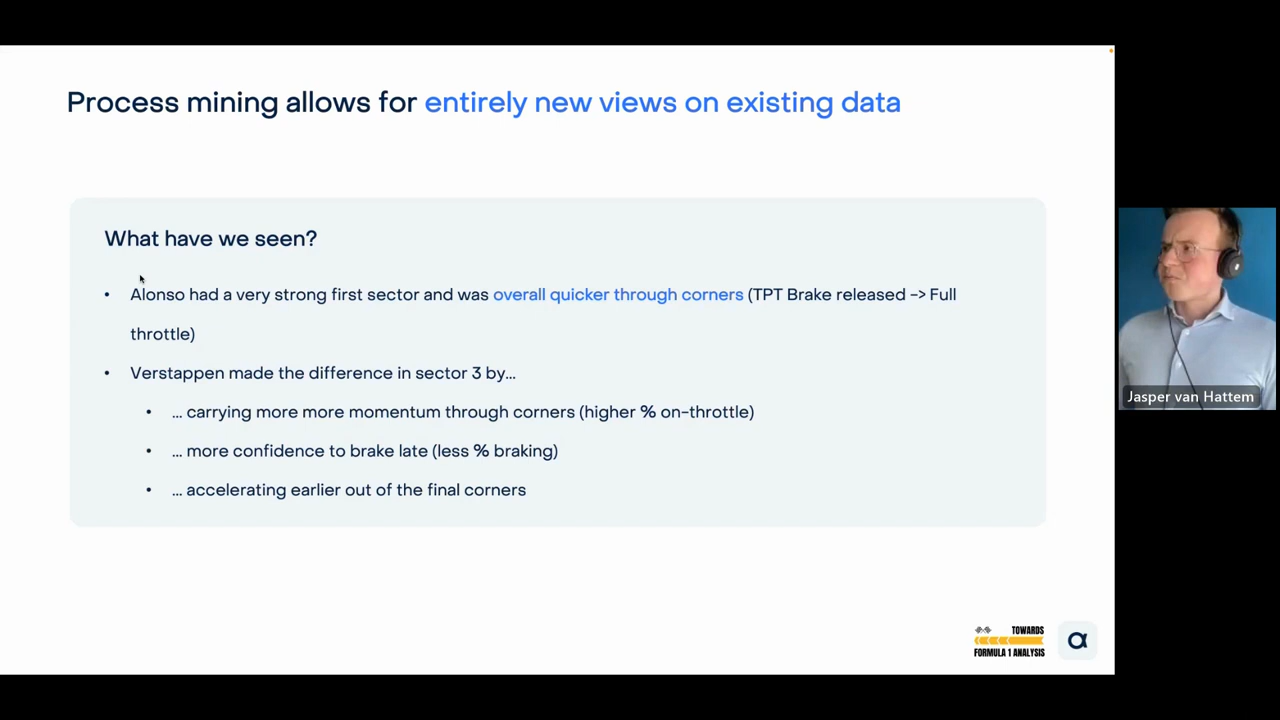 Process mining allows for entirely new views on existing data
What have we seen?
• Alonso had a very strong first sector and was overall quicker through corners (TPT Brake released -> Full
throttle)
• Verstappen made the difference in sector 3 by...
• ... carrying more more momentum through corners (higher % on-throttle)
• ... more confidence to brake late (less % braking)
• ... accelerating earlier out of the final corners
Jasper van Hattem
TOWARDS
FORMULA 1 ANALYSIS